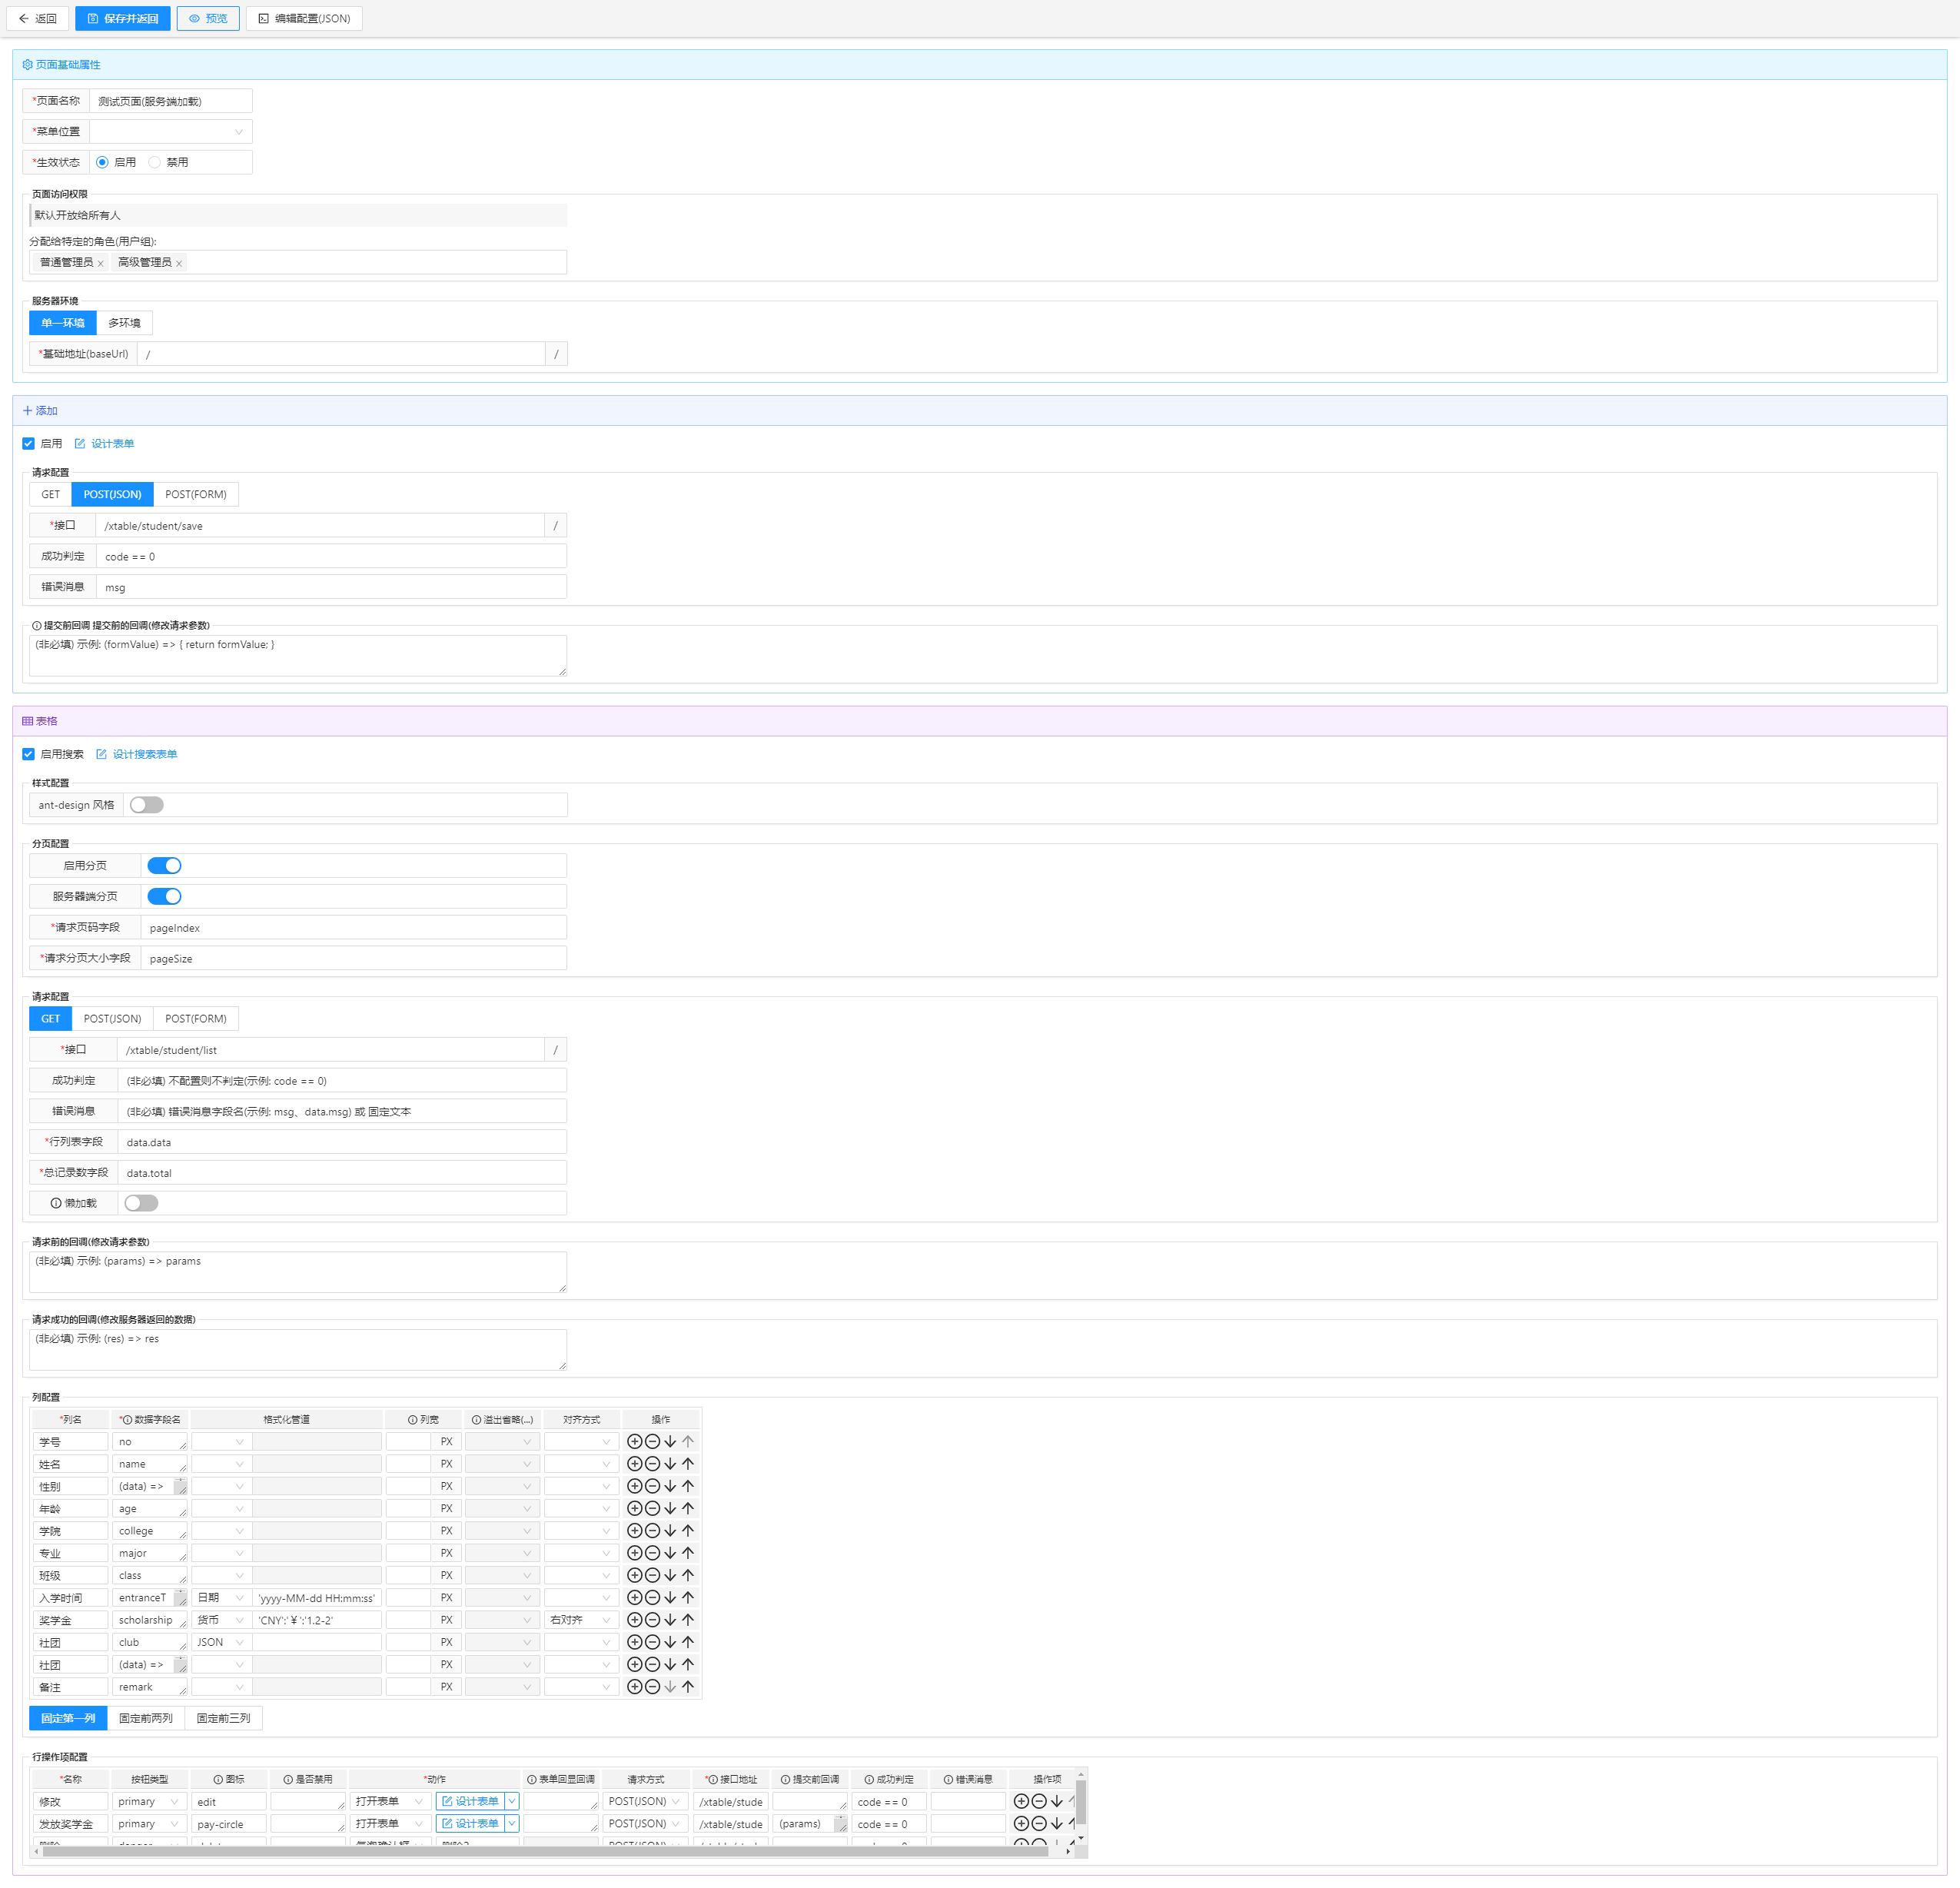 返回 保存并返回 预览 编辑配置(JSON)
页面基础属性
*页面名称 测试页面(服务端加载)
*菜单位置
*生效状态 启用 禁用
页面访问权限
默认开放给所有人
分配给特定的角色(用户组):
普通管理员 x 高级管理员 x
服务器环境
单一环境 多环境
*基础地址(baseUrl) / /
添加
启用 设计表单
请求配置
GET POST(JSON) POST(FORM)
*接口 /xtable/student/save /
成功判定 code == 0
错误消息 msg
提交前回调 提交前的回调(修改请求参数)
(非必填) 示例: (formValue) => { return formValue; }
表格
启用搜索 设计搜索表单
样式配置
ant-design 风格
分页配置
启用分页
服务器端分页
*请求页码字段 pageIndex
*请求分页大小字段 pageSize
请求配置
GET POST(JSON) POST(FORM)
*接口 /xtable/student/list /
成功判定 (非必填) 不配置则不判定(示例: code == 0)
错误消息 (非必填) 错误消息字段名(示例: msg、data.msg) 或 固定文本
*行列表字段 data.data
*总记录数字段 data.total
懒加载
请求前的回调(修改请求参数)
(非必填) 示例: (params) => params
请求成功的回调(修改服务器返回的数据)
(非必填) 示例: (res) => res
列配置
*列名 *数据字段名 格式化管道 列宽 溢出省略(...) 对齐方式 操作
学号 no PX
姓名 name PX
性别 (data) => PX
年龄 age PX
学院 college PX
专业 major PX
班级 class PX
入学时间 entranceT 日期 'yyyy-MM-dd HH:mm:ss' PX
奖学金 scholarship 货币 'CNY':'￥':'1.2-2' PX 右对齐
社团 club JSON PX
社团 (data) => PX
备注 remark PX
固定第一列 固定前两列 固定前三列
行操作项配置
*名称 按钮类型 图标 是否禁用 *动作 表单回显回调 请求方式 *接口地址 提交前回调 成功判定 错误消息 操作项
修改 primary edit 打开表单 设计表单 POST(JSON) /xtable/stude code == 0
发放奖学金 primary pay-circle 打开表单 设计表单 POST(JSON) /xtable/stude (params) code == 0